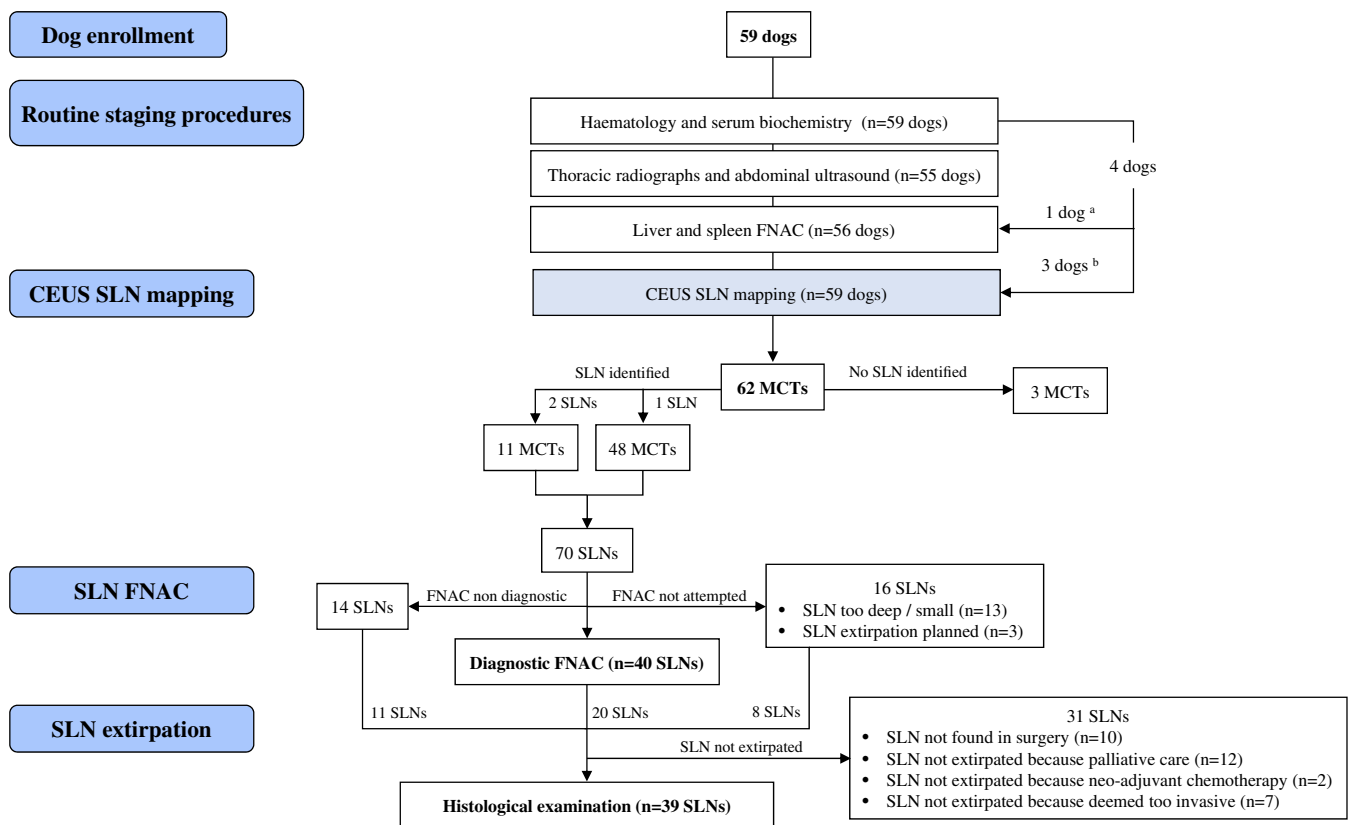 Dog enrollment
59 dogs
Routine staging procedures
Haematology and serum biochemistry (n=59 dogs)
4 dogs
Thoracic radiographs and abdominal ultrasound (n=55 dogs)
1 dog ᵃ
Liver and spleen FNAC (n=56 dogs)
3 dogs ᵇ
CEUS SLN mapping
CEUS SLN mapping (n=59 dogs)
SLN identified
62 MCTs
No SLN identified
3 MCTs
2 SLNs
1 SLN
11 MCTs
48 MCTs
70 SLNs
SLN FNAC
14 SLNs
FNAC non diagnostic
FNAC not attempted
16 SLNs
• SLN too deep / small (n=13)
• SLN extirpation planned (n=3)
Diagnostic FNAC (n=40 SLNs)
SLN extirpation
11 SLNs
20 SLNs
8 SLNs
SLN not extirpated
31 SLNs
• SLN not found in surgery (n=10)
• SLN not extirpated because palliative care (n=12)
• SLN not extirpated because neo-adjuvant chemotherapy (n=2)
• SLN not extirpated because deemed too invasive (n=7)
Histological examination (n=39 SLNs)